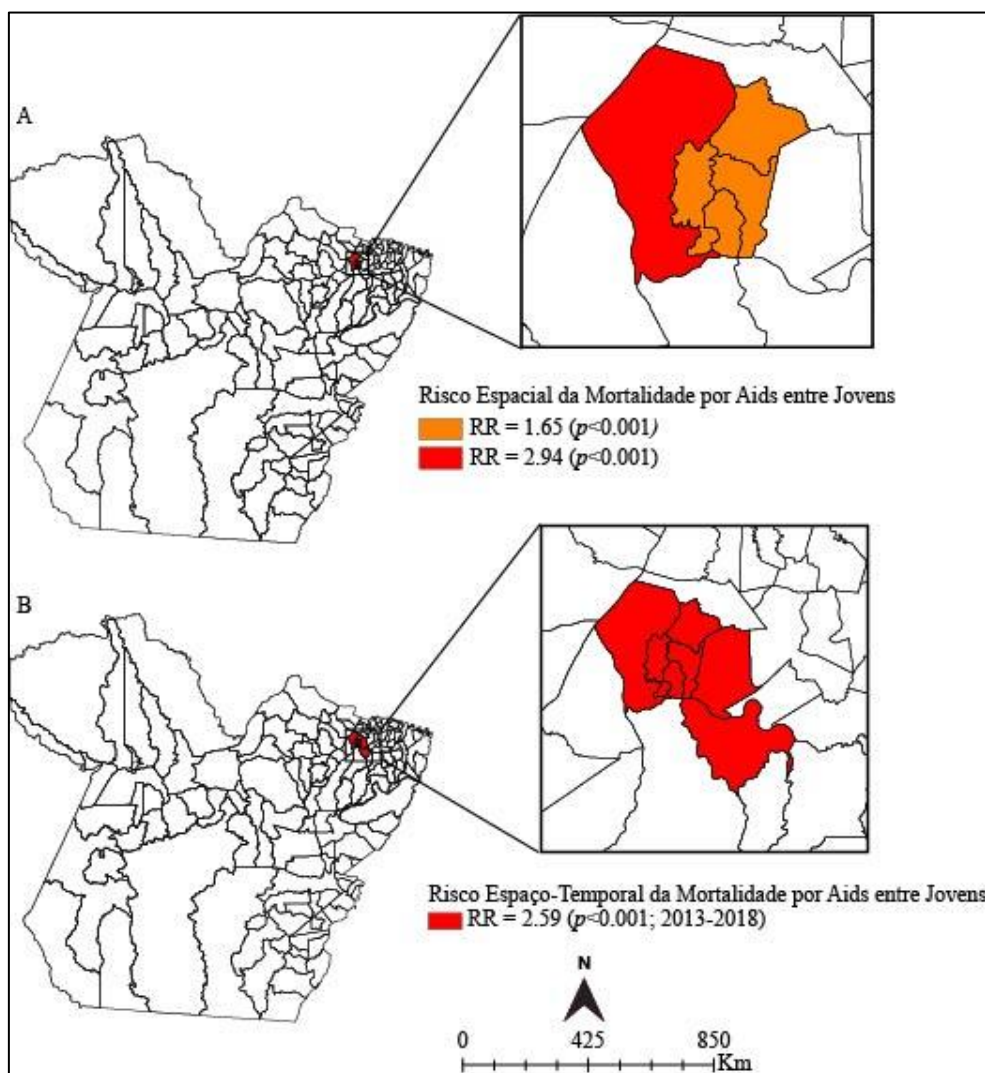 A
Risco Espacial da Mortalidade por Aids entre Jovens
RR = 1.65 (p<0.001)
RR = 2.94 (p<0.001)
B
Risco Espaço-Temporal da Mortalidade por Aids entre Jovens
RR = 2.59 (p<0.001; 2013-2018)
N
0 425 850
Km